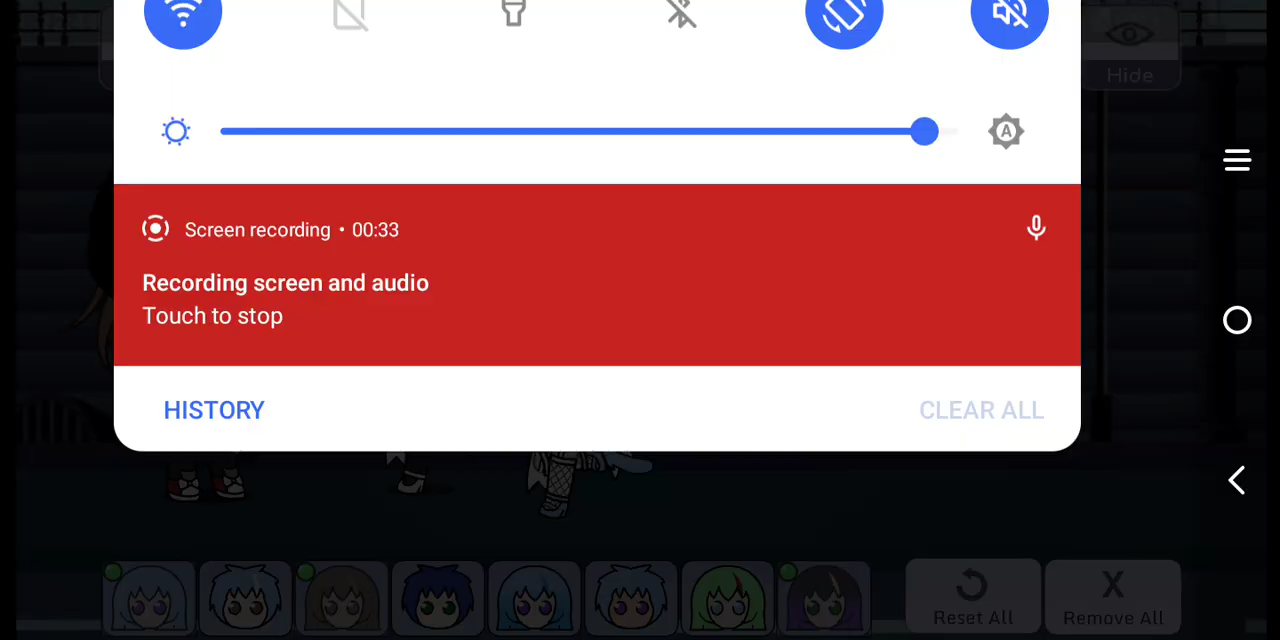 Hide
A
Screen recording • 00:33
Recording screen and audio
Touch to stop
HISTORY
CLEAR ALL
Reset All
X
Remove All